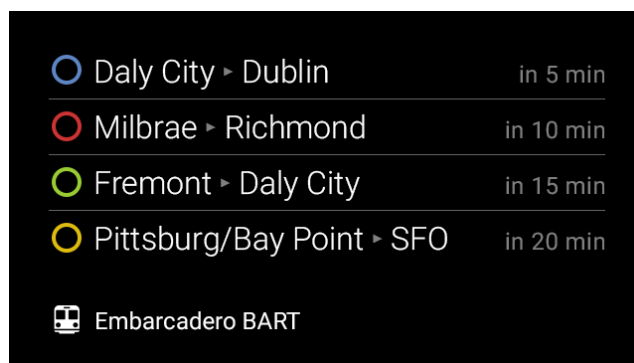 Daly City ▸ Dublin in 5 min
Milbrae ▸ Richmond in 10 min
Fremont ▸ Daly City in 15 min
Pittsburg/Bay Point ▸ SFO in 20 min
Embarcadero BART